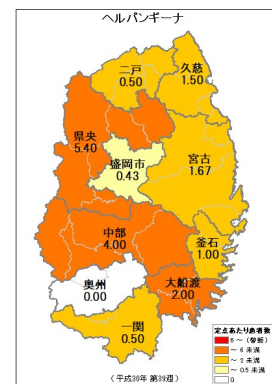 ヘルパンギーナ
二戸
0.50
久慈
1.50
県央
5.40
盛岡市
0.43
宮古
1.67
中部
4.00
釜石
1.00
奥州
0.00
大船渡
2.00
一関
0.50
定点あたり患者数
6 ～ (警報)
～ 6 未満
～ 2 未満
～ 0.5 未満
0
(平成30年 第39週)